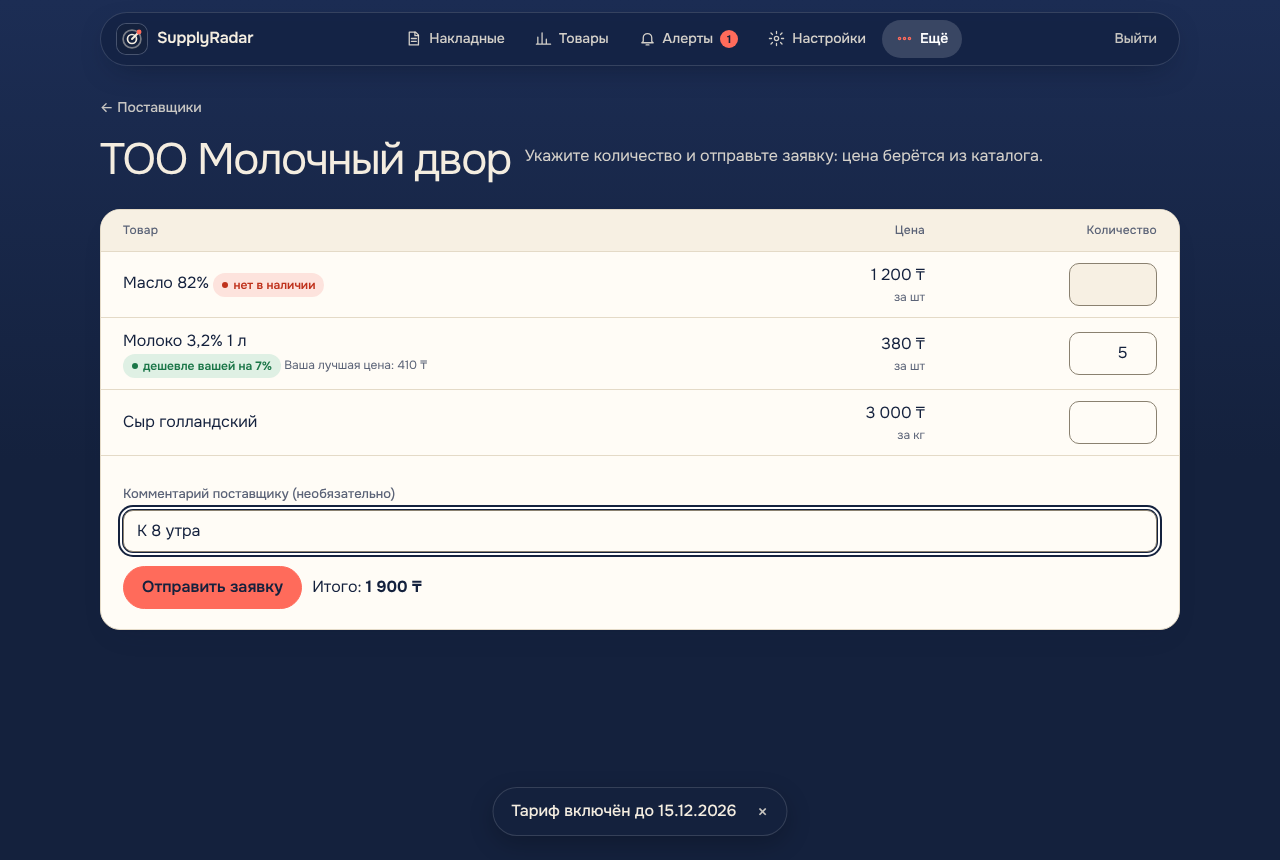 SupplyRadar
Накладные
Товары
Алерты 1
Настройки
Ещё
Выйти
← Поставщики
ТОО Молочный двор
Укажите количество и отправьте заявку: цена берётся из каталога.
Товар Цена Количество
Масло 82% нет в наличии 1 200 ₸
за шт
Молоко 3,2% 1 л 380 ₸ 5
дешевле вашей на 7% Ваша лучшая цена: 410 ₸ за шт
Сыр голландский 3 000 ₸
за кг
Комментарий поставщику (необязательно)
К 8 утра
Отправить заявку Итого: 1 900 ₸
Тариф включён до 15.12.2026 ×